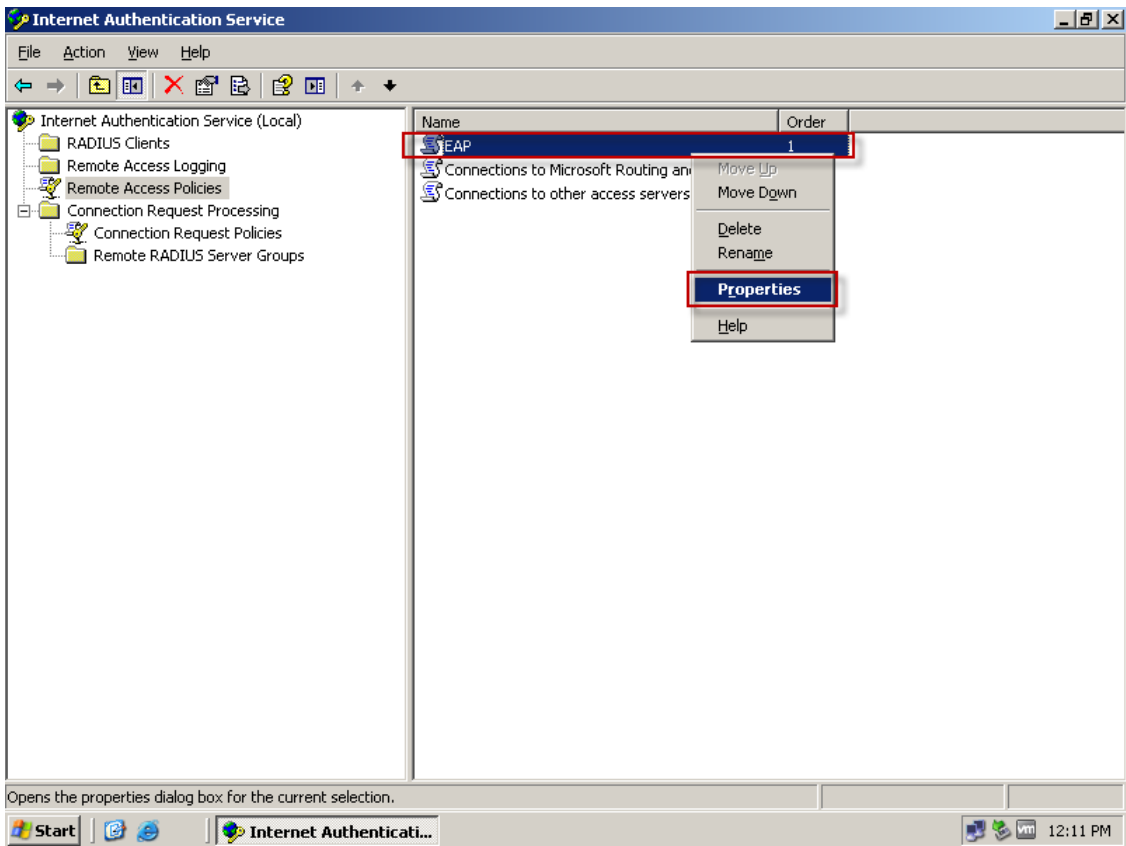 Internet Authentication Service
File Action View Help
Internet Authentication Service (Local)
RADIUS Clients
Remote Access Logging
Remote Access Policies
Connection Request Processing
Connection Request Policies
Remote RADIUS Server Groups
Name Order
EAP 1
Connections to Microsoft Routing an
Connections to other access servers
Move Up
Move Down
Delete
Rename
Properties
Help
Opens the properties dialog box for the current selection.
Start Internet Authenticati... vm 12:11 PM